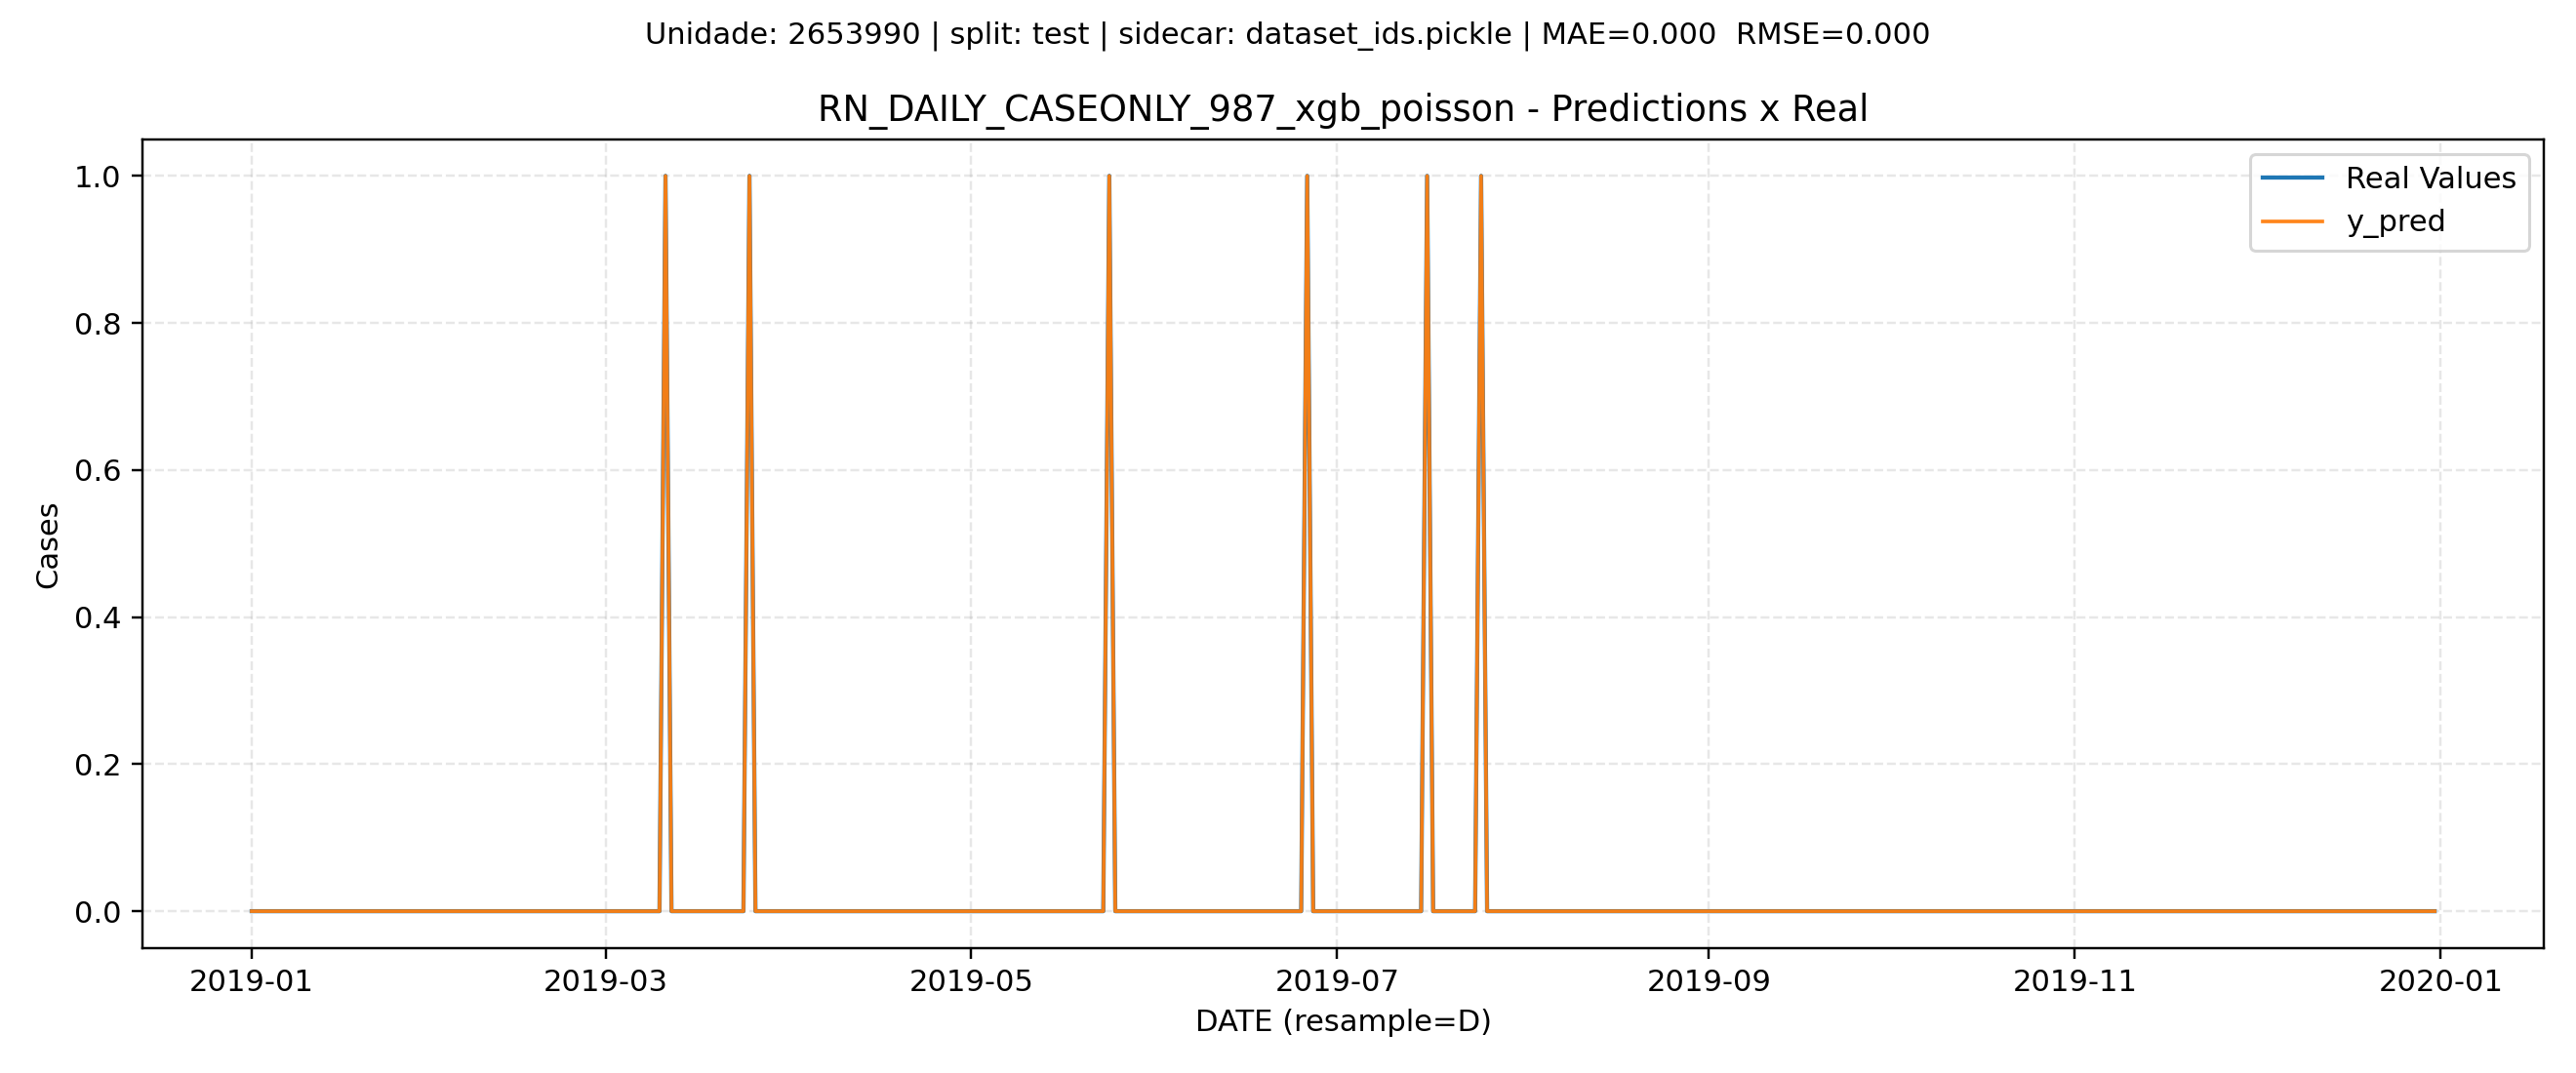 Unidade: 2653990 | split: test | sidecar: dataset_ids.pickle | MAE=0.000  RMSE=0.000
RN_DAILY_CASEONLY_987_xgb_poisson - Predictions x Real
Real Values
y_pred
1.0
0.8
0.6
0.4
0.2
0.0
Cases
2019-01 2019-03 2019-05 2019-07 2019-09 2019-11 2020-01
DATE (resample=D)